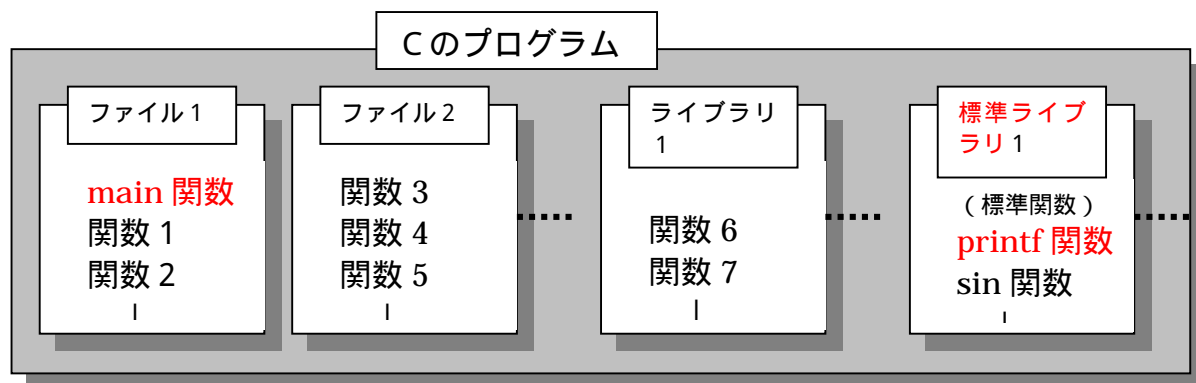 Cのプログラム
ファイル1
main 関数
関数 1
関数 2
ファイル2
関数 3
関数 4
関数 5
ライブラリ
1
関数 6
関数 7
標準ライブ
ラリ1
(標準関数)
printf 関数
sin 関数